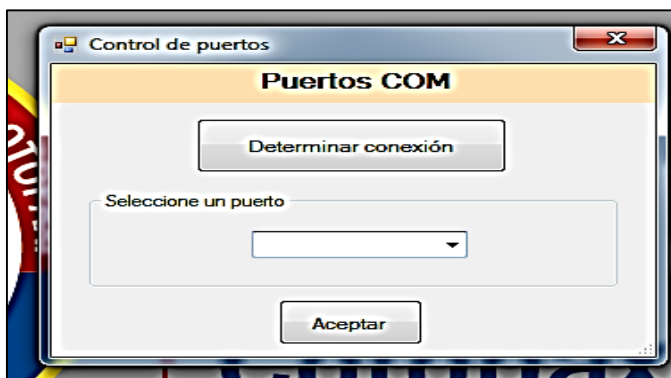 Control de puertos
Puertos COM
Determinar conexión
Seleccione un puerto
Aceptar